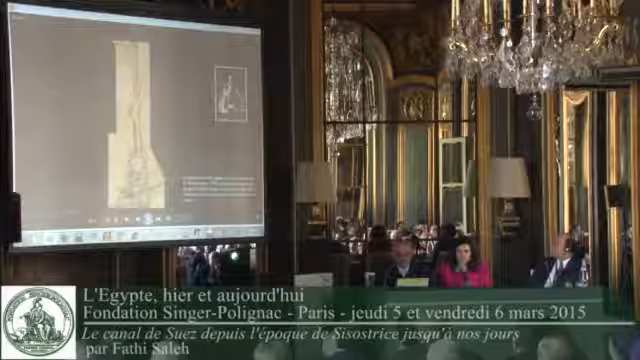 L'Egypte, hier et aujourd'hui
Fondation Singer-Polignac - Paris - jeudi 5 et vendredi 6 mars 2015
Le canal de Suez depuis l'époque de Sisostrice jusqu'à nos jours
par Fathi Saleh